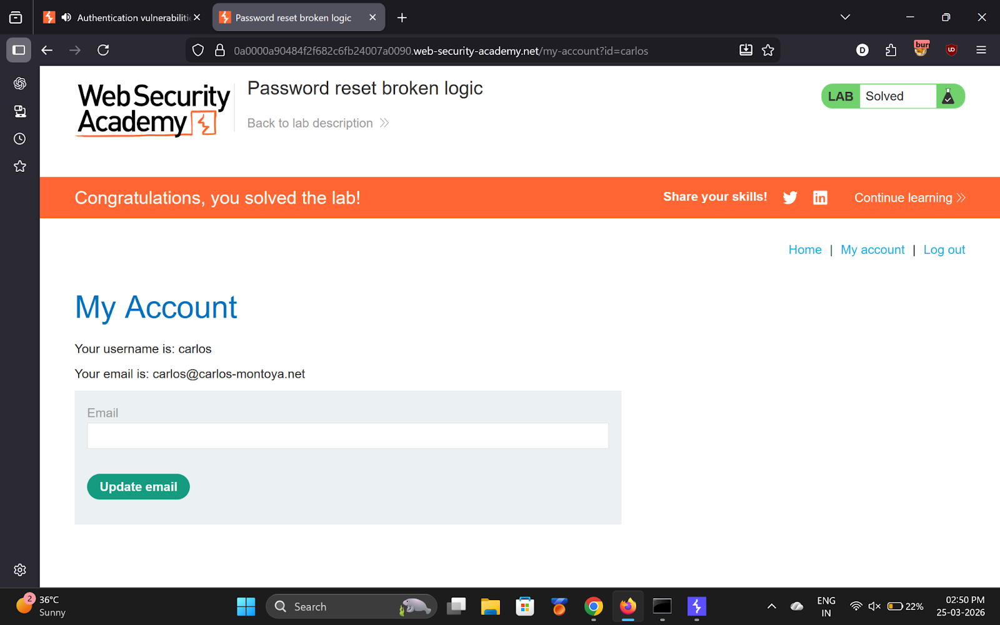 Authentication vulnerabiliti
Password reset broken logic
0a0000a90484f2f682c6fb24007a0090.web-security-academy.net/my-account?id=carlos
D
bur
UD
Web Security
Academy
Password reset broken logic
Back to lab description
LAB
Solved
Congratulations, you solved the lab!
Share your skills!
in
Continue learning
Home | My account | Log out
My Account
Your username is: carlos
Your email is: carlos@carlos-montoya.net
Email
Update email
2
36°C
Sunny
Search
ENG
IN
22%
02:50 PM
25-03-2026